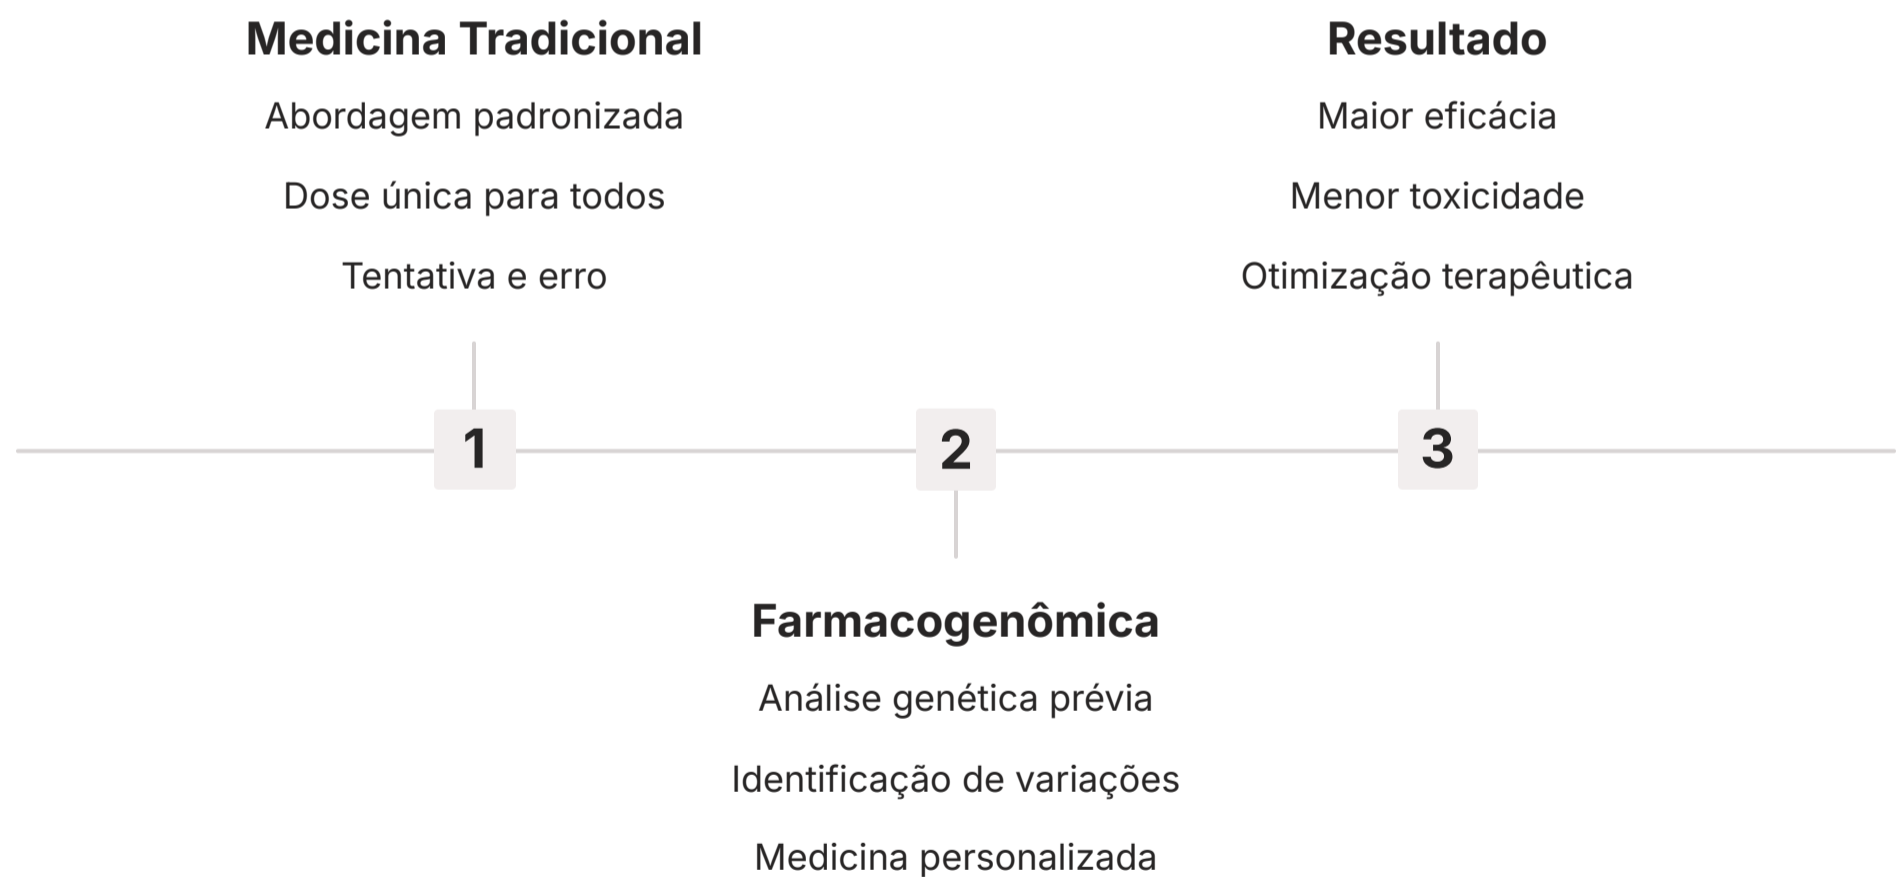 Medicina Tradicional
Abordagem padronizada
Dose única para todos
Tentativa e erro
1
2
Farmacogenômica
Análise genética prévia
Identificação de variações
Medicina personalizada
3
Resultado
Maior eficácia
Menor toxicidade
Otimização terapêutica